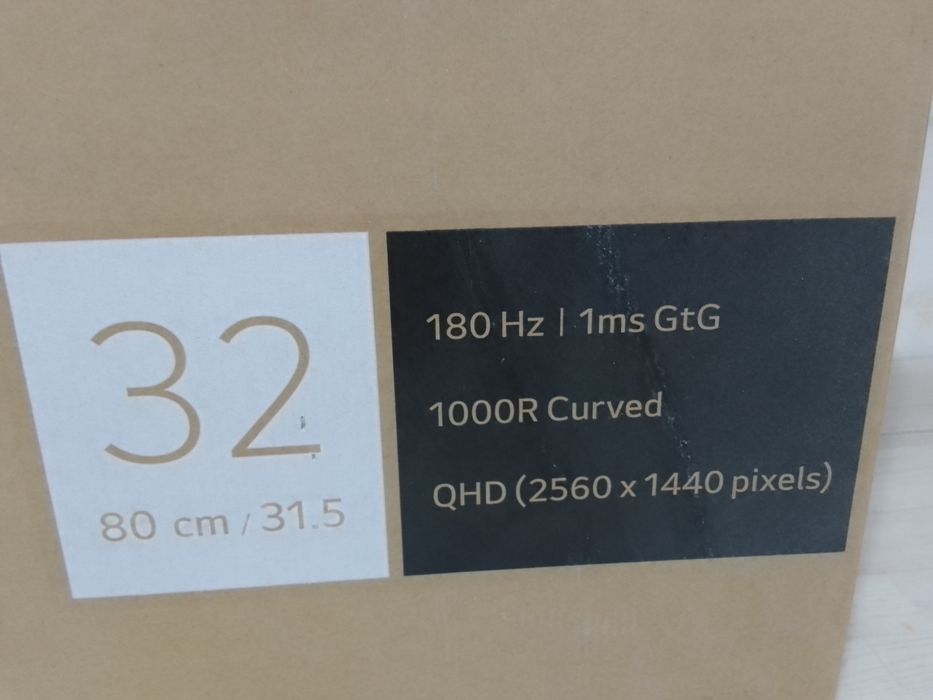 32
80 cm / 31.5
180 Hz | 1ms GtG
1000R Curved
QHD (2560 x 1440 pixels)